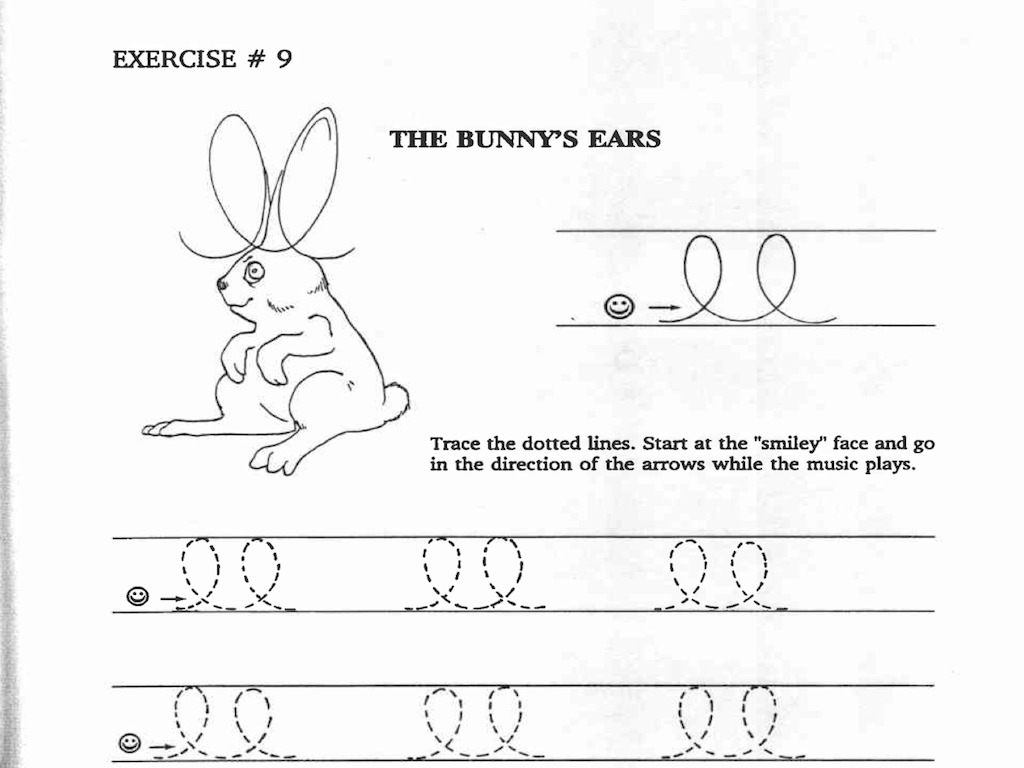 EXERCISE # 9
THE BUNNY'S EARS
Trace the dotted lines. Start at the "smiley" face and go
in the direction of the arrows while the music plays.